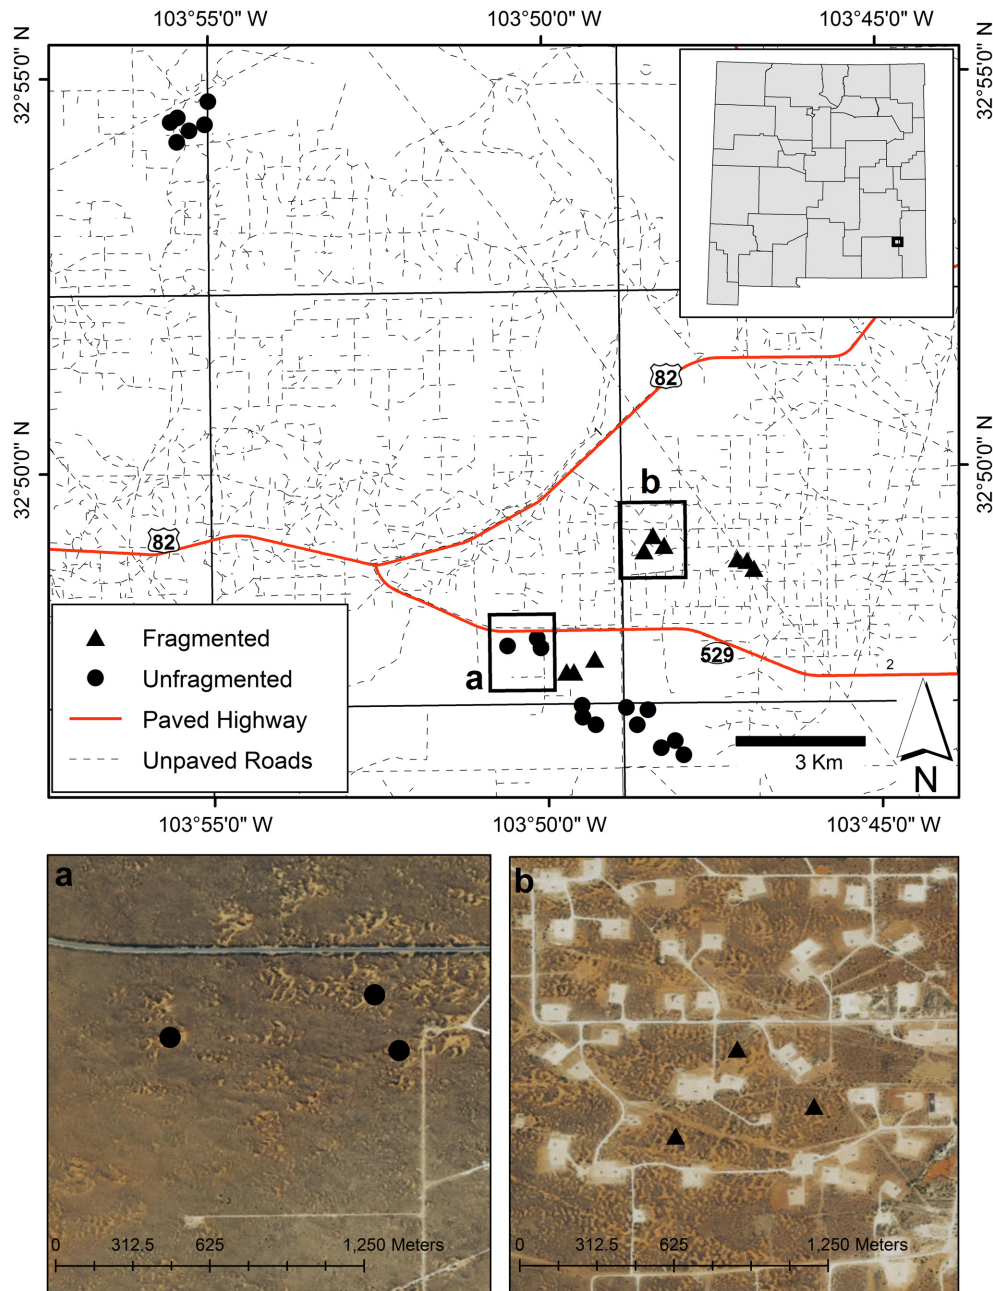 103°55'0" W 103°50'0" W 103°45'0" W
32°55'0" N
32°55'0" N
82
b
32°50'0" N
32°50'0" N
82
1
a
529
2
Fragmented
Unfragmented
Paved Highway
Unpaved Roads
3 Km
N
103°55'0" W 103°50'0" W 103°45'0" W
a
0 312.5 625 1,250 Meters
b
0 312.5 625 1,250 Meters